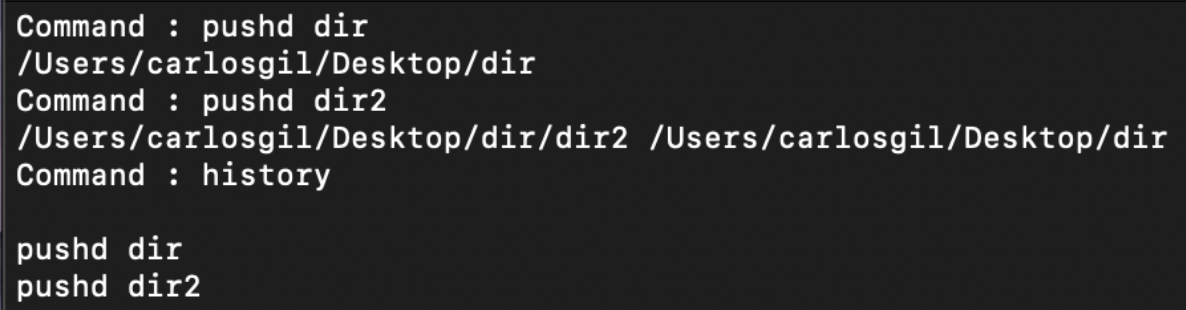 Command : pushd dir
/Users/carlosgil/Desktop/dir
Command : pushd dir2
/Users/carlosgil/Desktop/dir/dir2 /Users/carlosgil/Desktop/dir
Command : history
pushd dir
pushd dir2